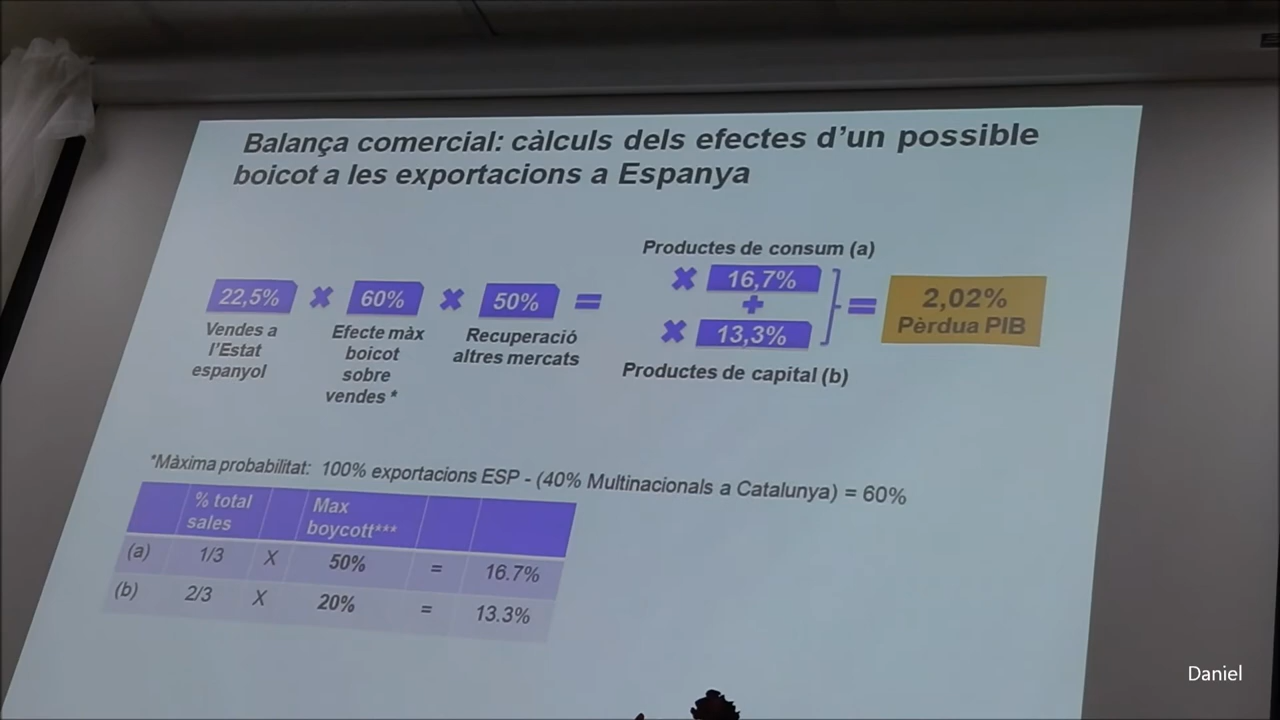 Balança comercial: càlculs dels efectes d'un possible
boicot a les exportacions a Espanya
Productes de consum (a)
22,5% ✖ 60% ✖ 50% = ✖ 16,7% + ✖ 13,3% = 2,02%
Pèrdua PIB
Vendes a
l'Estat
espanyol
Efecte màx
boicot
sobre
vendes *
Recuperació
altres mercats
Productes de capital (b)
*Màxima probabilitat: 100% exportacions ESP - (40% Multinacionals a Catalunya) = 60%
% total
sales
Max
boycott***
(a) 1/3 X 50% = 16.7%
(b) 2/3 X 20% = 13.3%
Daniel